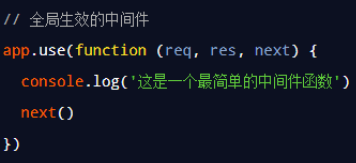 // 全局生效的中间件
app.use(function (req, res, next) {
  console.log('这是一个最简单的中间件函数')
  next()
})